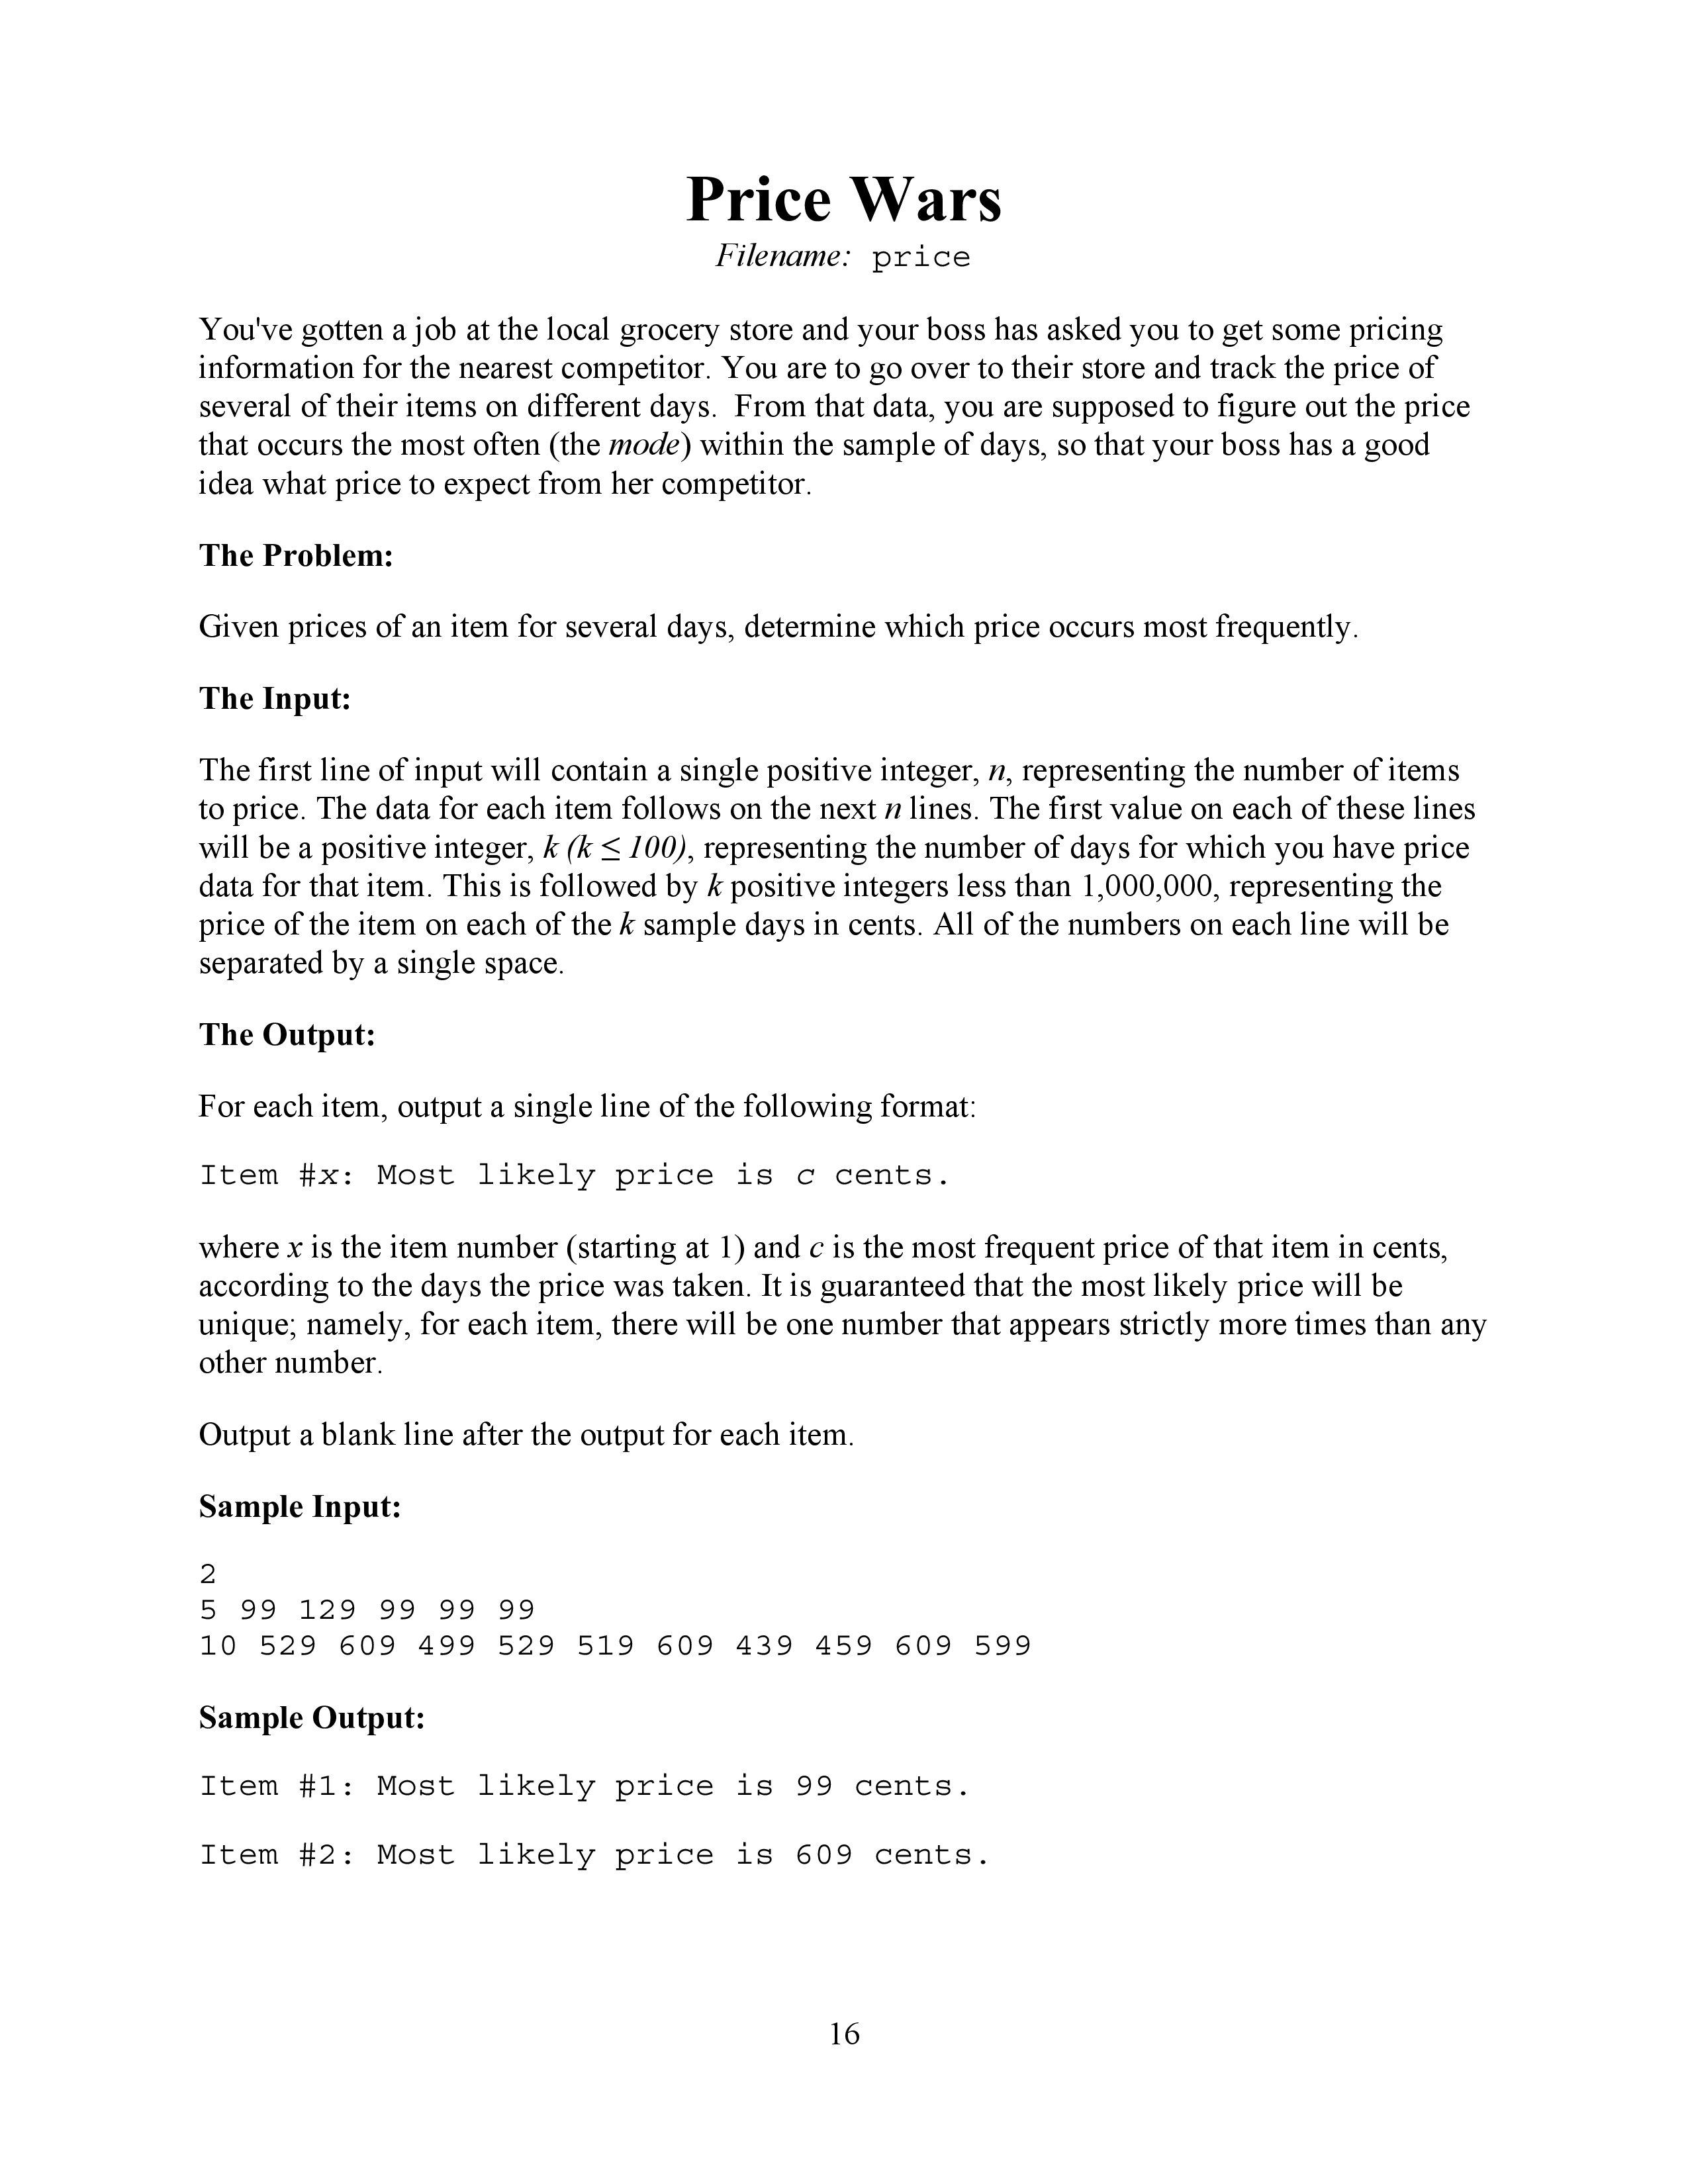 Price Wars
Filename: price
You've gotten a job at the local grocery store and your boss has asked you to get some pricing
information for the nearest competitor. You are to go over to their store and track the price of
several of their items on different days.  From that data, you are supposed to figure out the price
that occurs the most often (the mode) within the sample of days, so that your boss has a good
idea what price to expect from her competitor.
The Problem:
Given prices of an item for several days, determine which price occurs most frequently.
The Input:
The first line of input will contain a single positive integer, n, representing the number of items
to price. The data for each item follows on the next n lines. The first value on each of these lines
will be a positive integer, k (k ≤ 100), representing the number of days for which you have price
data for that item. This is followed by k positive integers less than 1,000,000, representing the
price of the item on each of the k sample days in cents. All of the numbers on each line will be
separated by a single space.
The Output:
For each item, output a single line of the following format:
Item #x: Most likely price is c cents.
where x is the item number (starting at 1) and c is the most frequent price of that item in cents,
according to the days the price was taken. It is guaranteed that the most likely price will be
unique; namely, for each item, there will be one number that appears strictly more times than any
other number.
Output a blank line after the output for each item.
Sample Input:
2
5 99 129 99 99 99
10 529 609 499 529 519 609 439 459 609 599
Sample Output:
Item #1: Most likely price is 99 cents.
Item #2: Most likely price is 609 cents.
16